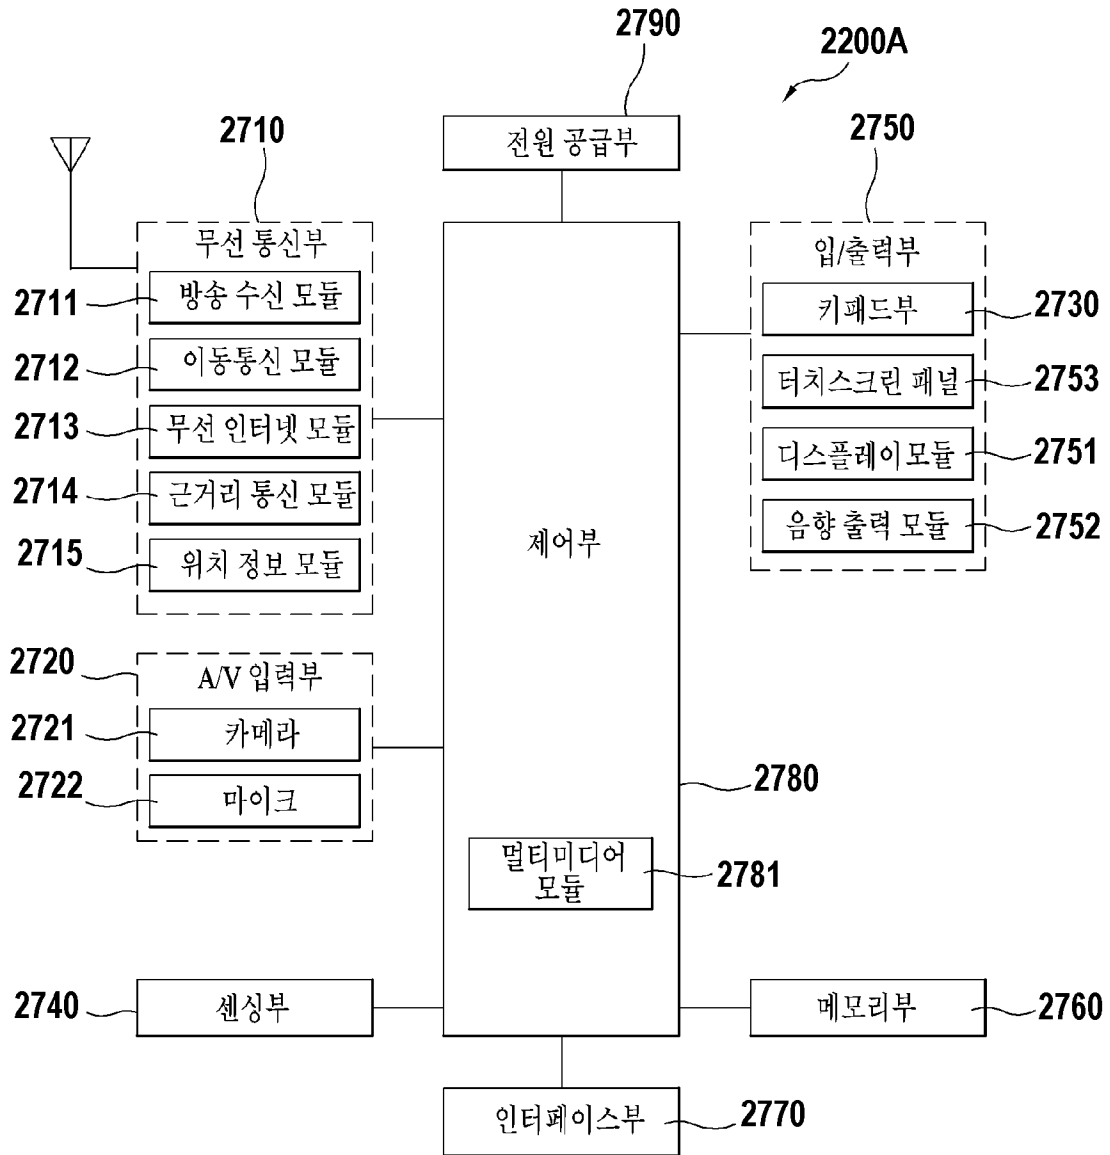 2790
2200A
전원 공급부
2710
2750
무선 통신부
2711
방송 수신 모듈
2712
이동통신 모듈
2713
무선 인터넷 모듈
2714
근거리 통신 모듈
2715
위치 정보 모듈
입/출력부
키패드부
2730
터치스크린 패널
2753
디스플레이모듈
2751
음향 출력 모듈
2752
제어부
2720
A/V 입력부
2721
카메라
2722
마이크
2780
멀티미디어
모듈
2781
2740
센싱부
메모리부
2760
인터페이스부
2770